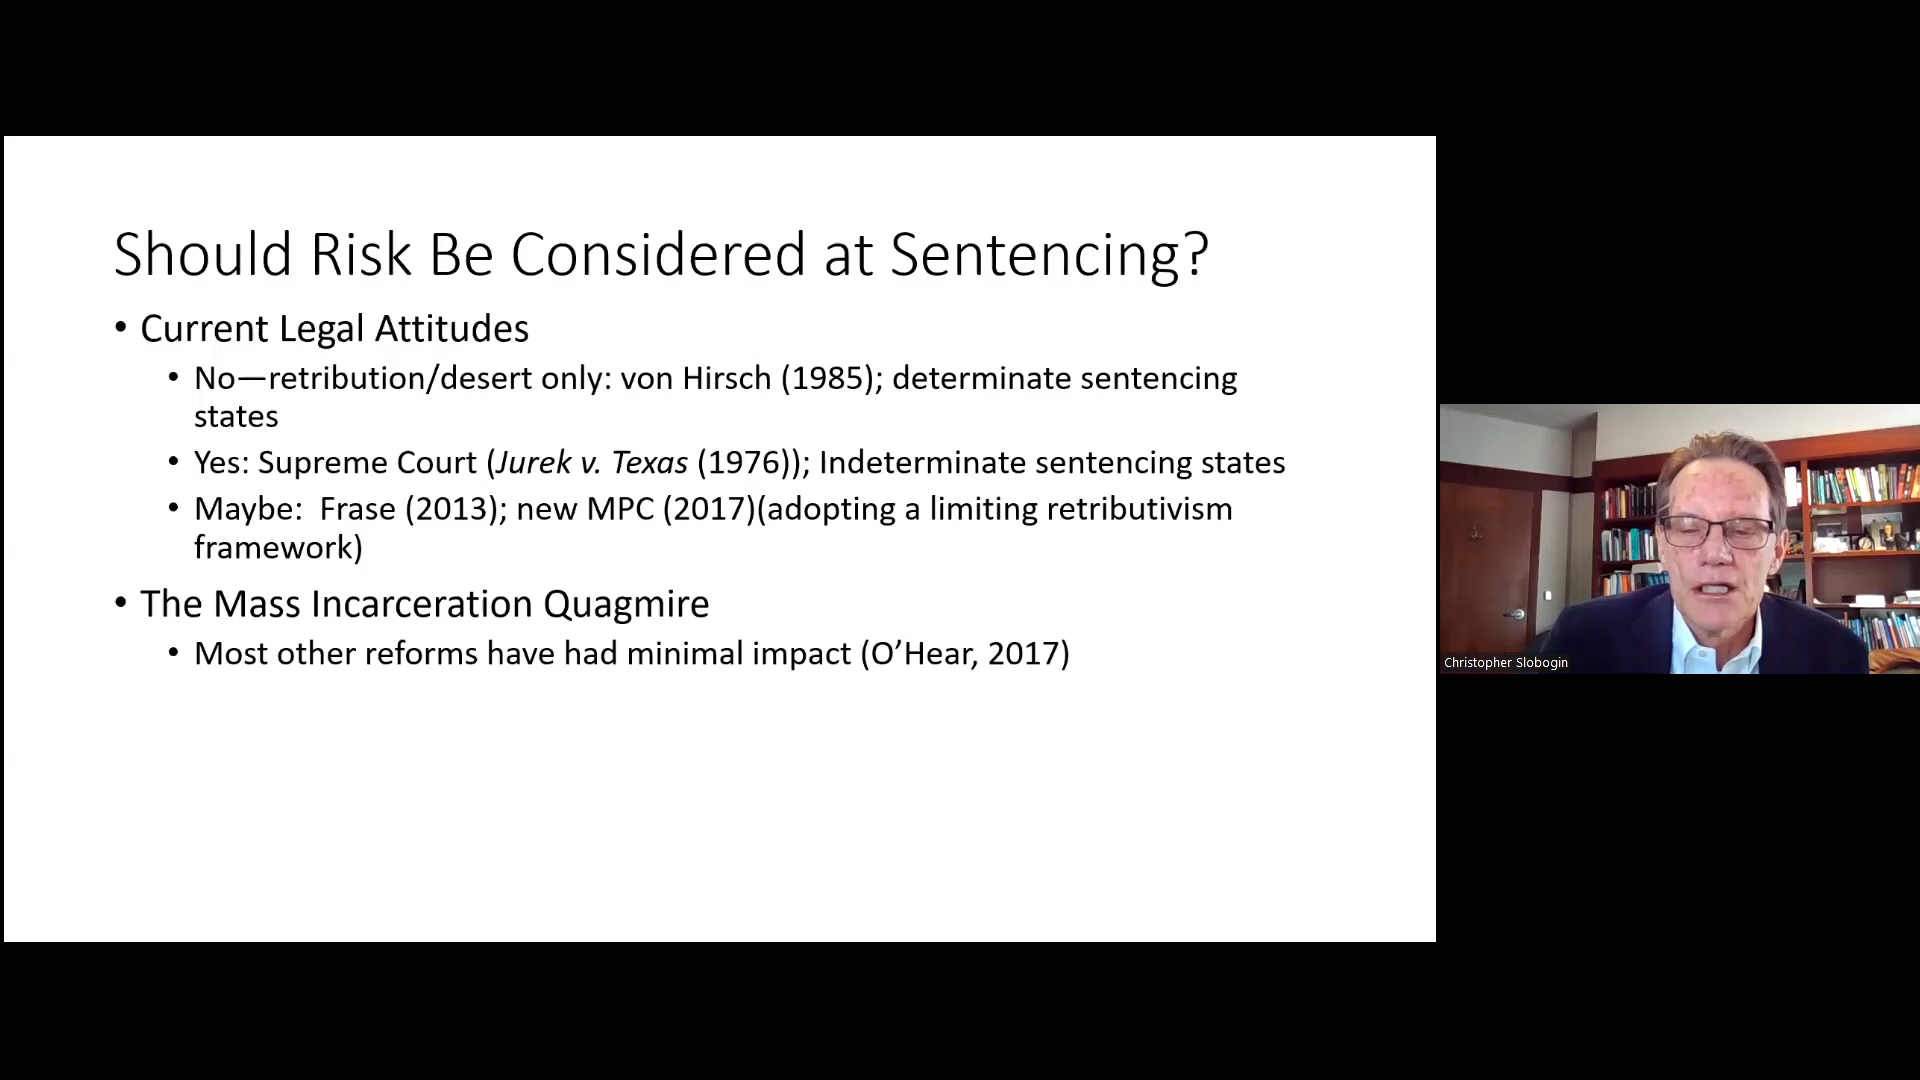 Should Risk Be Considered at Sentencing?
• Current Legal Attitudes
• No—retribution/desert only: von Hirsch (1985); determinate sentencing
states
• Yes: Supreme Court (Jurek v. Texas (1976)); Indeterminate sentencing states
• Maybe:  Frase (2013); new MPC (2017)(adopting a limiting retributivism
framework)
• The Mass Incarceration Quagmire
• Most other reforms have had minimal impact (O’Hear, 2017)
Christopher Slobogin